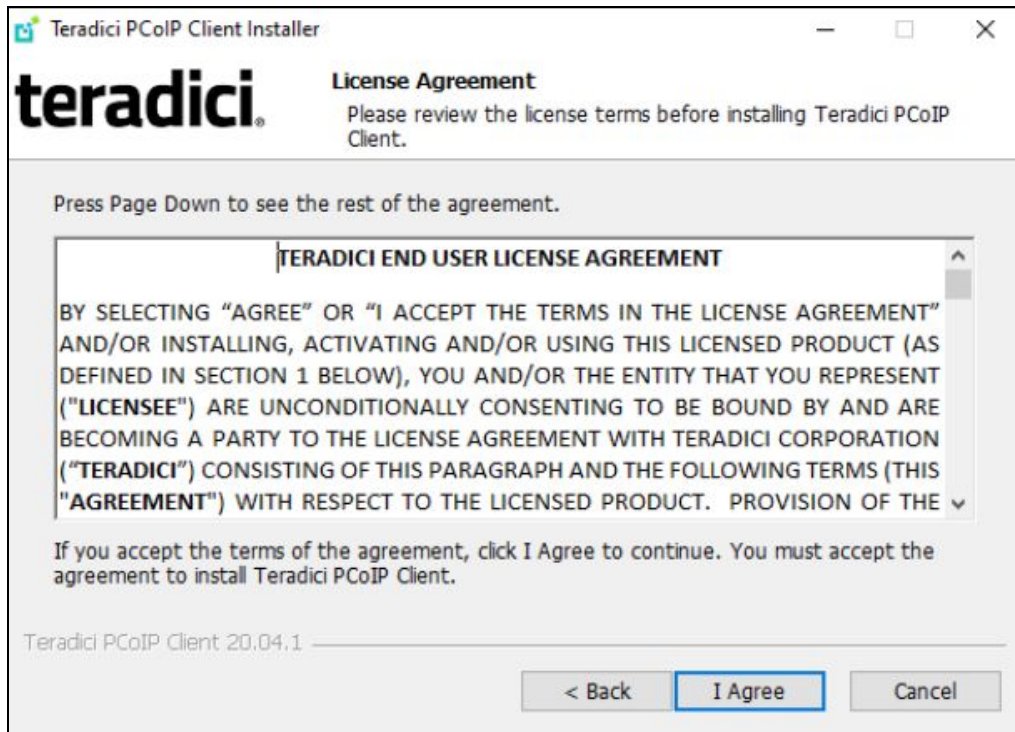 Teradici PCoIP Client Installer
teradici.
License Agreement
Please review the license terms before installing Teradici PCoIP
Client.
Press Page Down to see the rest of the agreement.
TERADICI END USER LICENSE AGREEMENT
BY SELECTING “AGREE” OR “I ACCEPT THE TERMS IN THE LICENSE AGREEMENT”
AND/OR INSTALLING, ACTIVATING AND/OR USING THIS LICENSED PRODUCT (AS
DEFINED IN SECTION 1 BELOW), YOU AND/OR THE ENTITY THAT YOU REPRESENT
("LICENSEE") ARE UNCONDITIONALLY CONSENTING TO BE BOUND BY AND ARE
BECOMING A PARTY TO THE LICENSE AGREEMENT WITH TERADICI CORPORATION
(“TERADICI”) CONSISTING OF THIS PARAGRAPH AND THE FOLLOWING TERMS (THIS
"AGREEMENT") WITH RESPECT TO THE LICENSED PRODUCT.  PROVISION OF THE
If you accept the terms of the agreement, click I Agree to continue. You must accept the
agreement to install Teradici PCoIP Client.
Teradici PCoIP Client 20.04.1
< Back
I Agree
Cancel